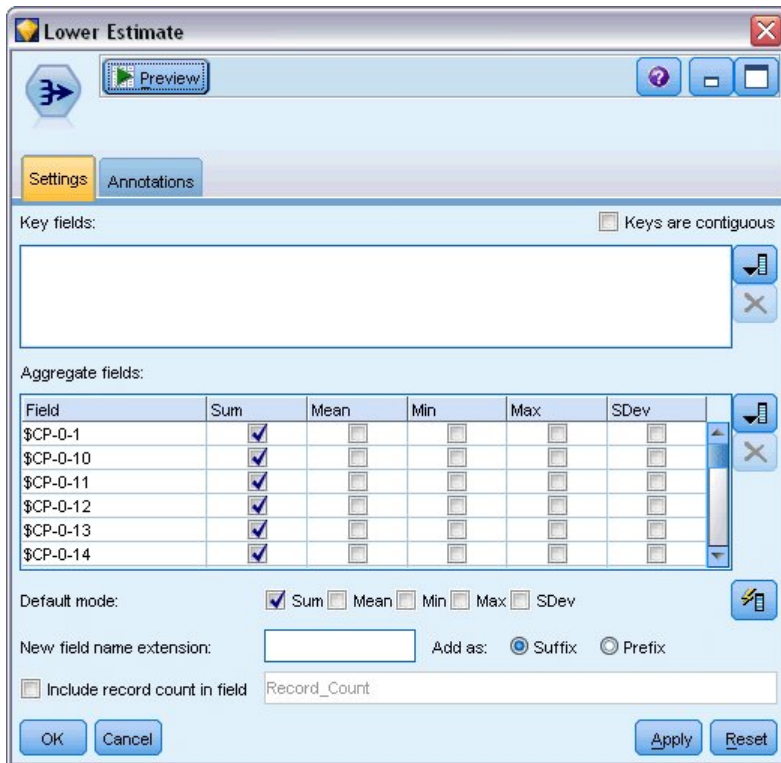 Lower Estimate
Preview
Settings Annotations
Key fields: Keys are contiguous
Aggregate fields:
Field Sum Mean Min Max SDev
$CP-0-1
$CP-0-10
$CP-0-11
$CP-0-12
$CP-0-13
$CP-0-14
Default mode: Sum Mean Min Max SDev
New field name extension: Add as: Suffix Prefix
Include record count in field Record_Count
OK Cancel Apply Reset